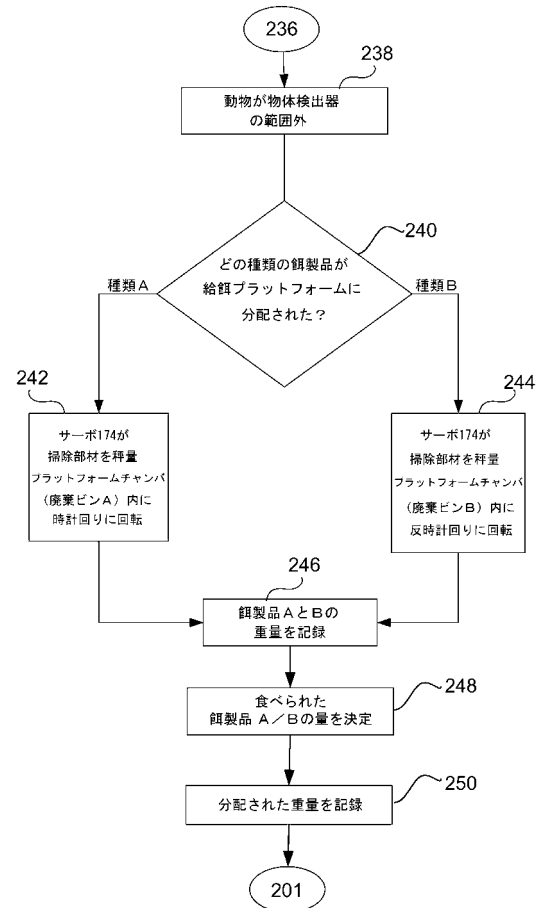 236
238
動物が物体検出器
の範囲外
240
どの種類の餌製品が
給餌プラットフォームに
分配された?
種類A
種類B
242
サーボ174が
掃除部材を秤量
プラットフォームチャンバ
(廃棄ビンA)内に
時計回りに回転
244
サーボ174が
掃除部材を秤量
プラットフォームチャンバ
(廃棄ビンB)内に
反時計回りに回転
246
餌製品AとBの
重量を記録
248
食べられた
餌製品 A/Bの量を決定
250
分配された重量を記録
201